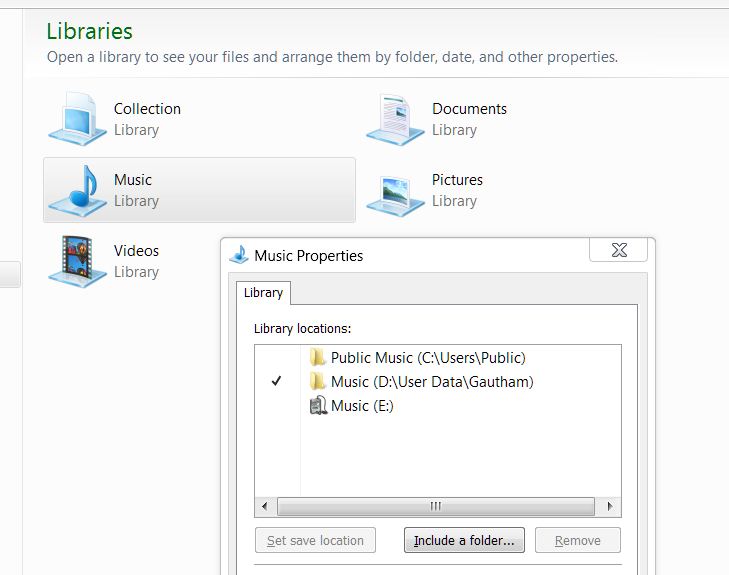 Libraries
Open a library to see your files and arrange them by folder, date, and other properties.
Collection
Library
Documents
Library
Music
Library
Pictures
Library
Videos
Library
Music Properties
Library
Library locations:
Public Music (C:\Users\Public)
Music (D:\User Data\Gautham)
Music (E:)
Set save location
Include a folder...
Remove